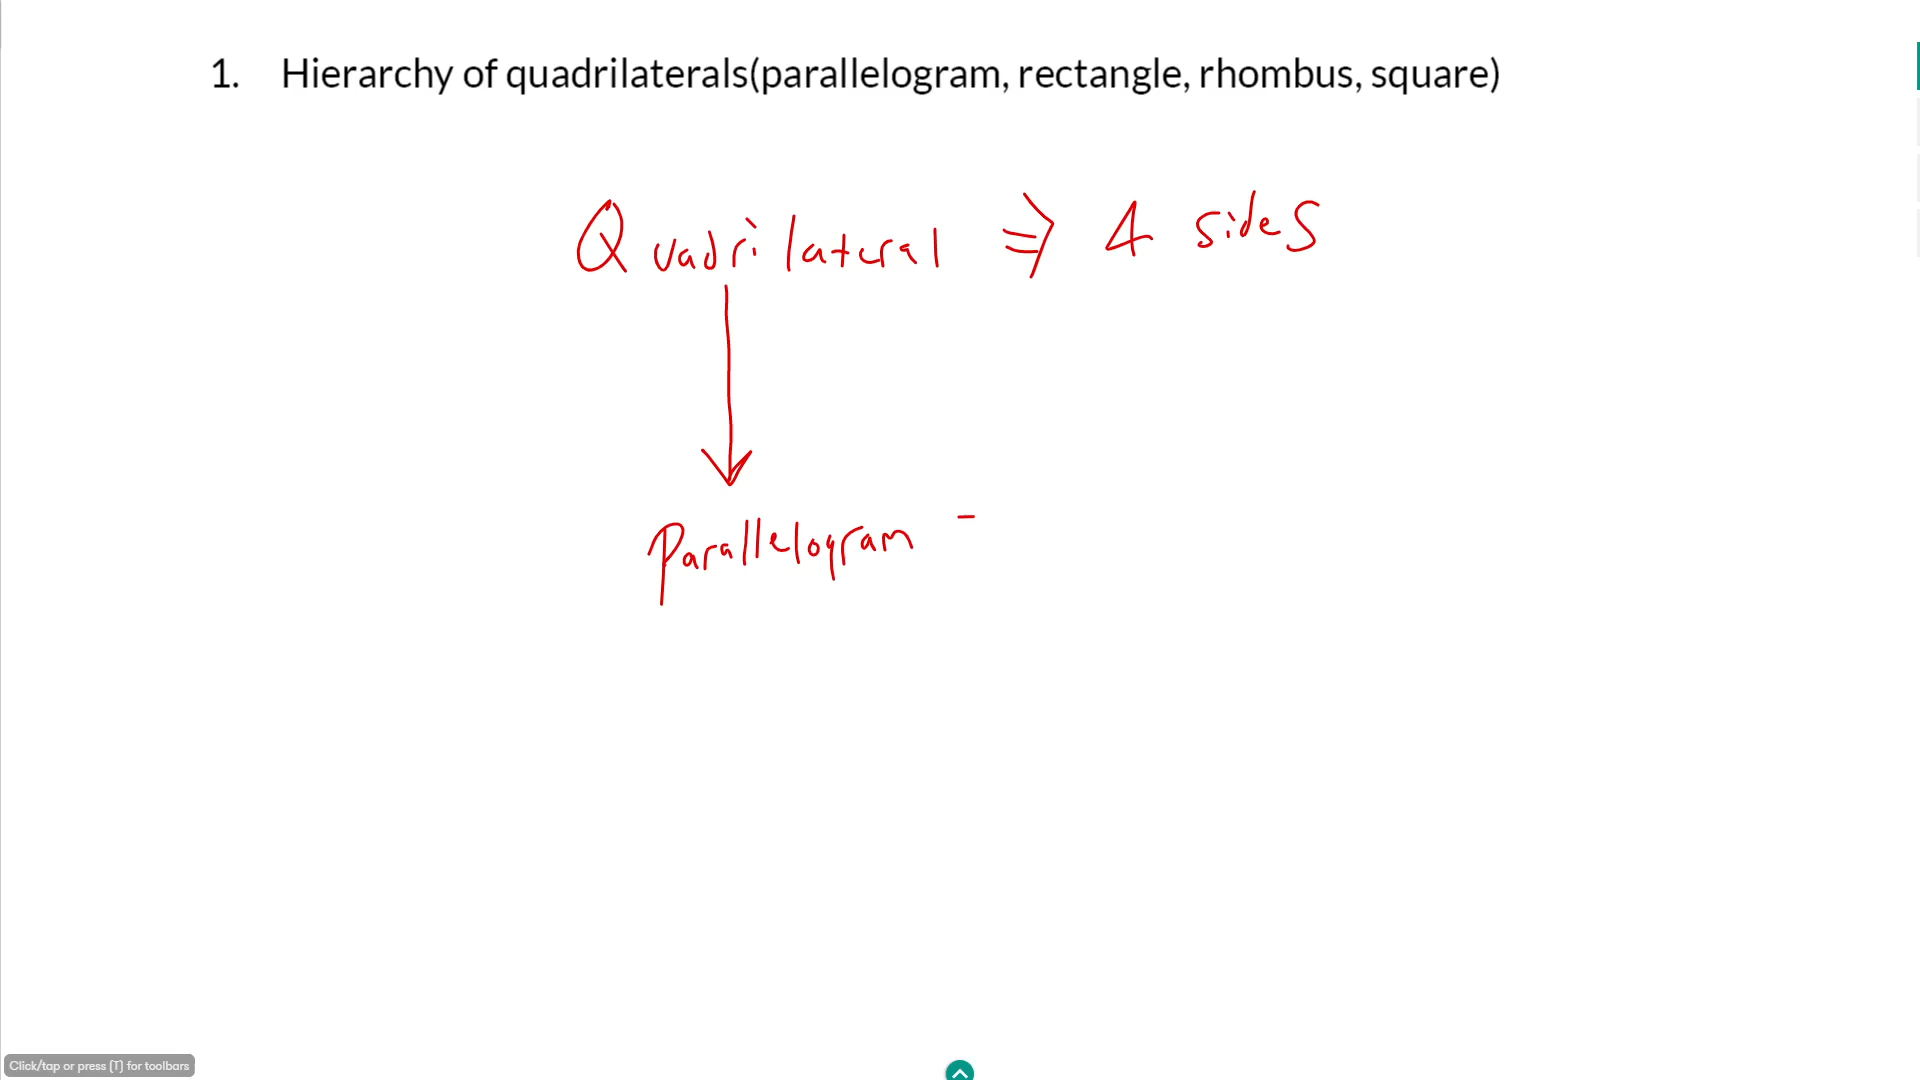 1. Hierarchy of quadrilaterals(parallelogram, rectangle, rhombus, square)
Quadrilateral ⇒ 4 sides
Parallelogram -
Click/tap or press (T) for toolbars